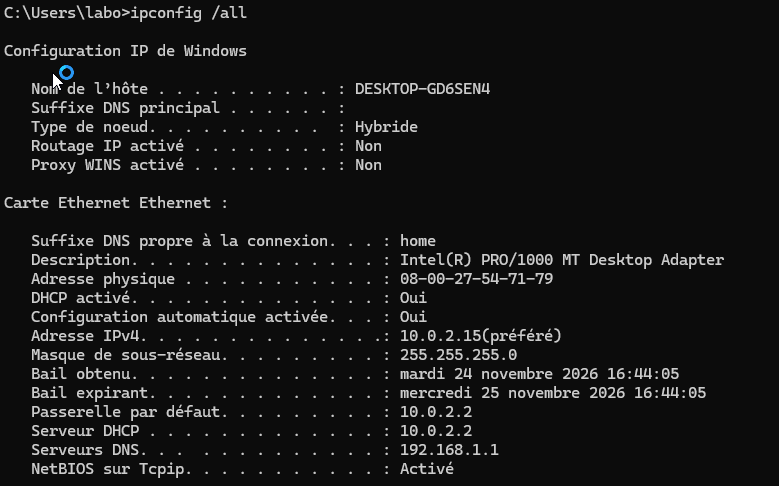 C:\Users\labo>ipconfig /all
Configuration IP de Windows
Nom de l’hôte . . . . . . . . . . : DESKTOP-GD6SEN4
Suffixe DNS principal . . . . . . :
Type de noeud. . . . . . . . . . : Hybride
Routage IP activé . . . . . . . . : Non
Proxy WINS activé . . . . . . . . : Non
Carte Ethernet Ethernet :
Suffixe DNS propre à la connexion. . . : home
Description. . . . . . . . . . . . . . : Intel(R) PRO/1000 MT Desktop Adapter
Adresse physique . . . . . . . . . . . : 08-00-27-54-71-79
DHCP activé. . . . . . . . . . . . . . : Oui
Configuration automatique activée. . . : Oui
Adresse IPv4. . . . . . . . . . . . . .: 10.0.2.15(préféré)
Masque de sous-réseau. . . . . . . . . : 255.255.255.0
Bail obtenu. . . . . . . . . . . . . . : mardi 24 novembre 2026 16:44:05
Bail expirant. . . . . . . . . . . . . : mercredi 25 novembre 2026 16:44:05
Passerelle par défaut. . . . . . . . . : 10.0.2.2
Serveur DHCP . . . . . . . . . . . . . : 10.0.2.2
Serveurs DNS. . . . . . . . . . . . . : 192.168.1.1
NetBIOS sur Tcpip. . . . . . . . . . . : Activé